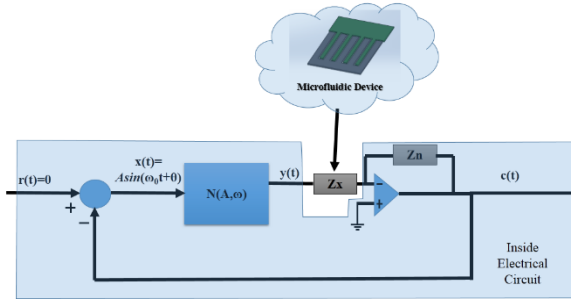 Microfluidic Device
r(t)=0
x(t)=
Asin(ω₀t+0)
N(A,ω)
y(t)
Zx
Zn
c(t)
+
−
−
+
Inside
Electrical
Circuit